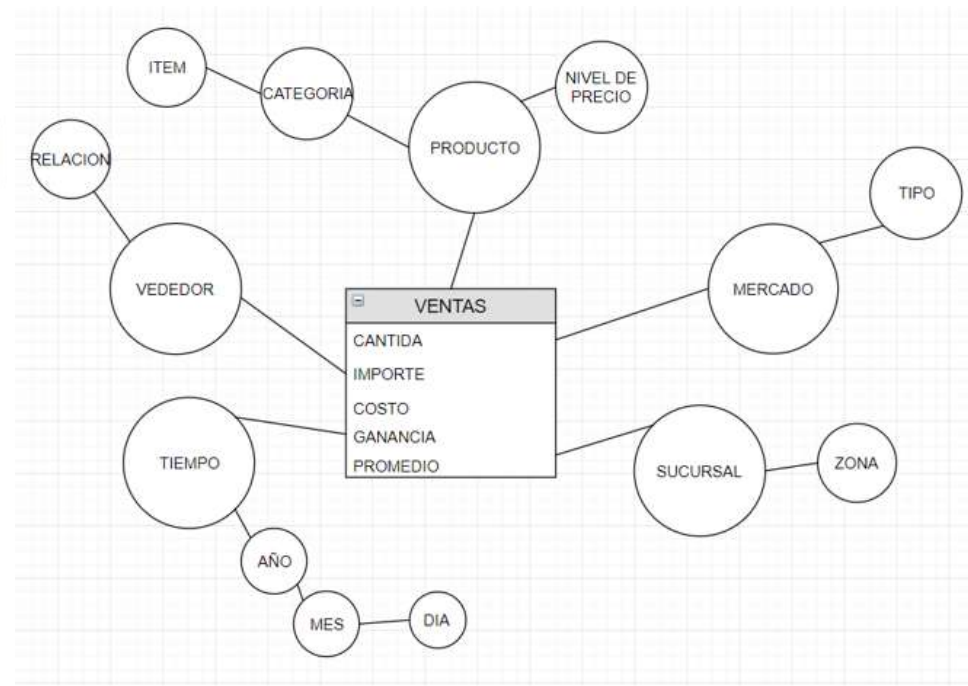 ITEM
CATEGORIA
NIVEL DE
PRECIO
PRODUCTO
RELACION
TIPO
VEDEDOR
MERCADO
VENTAS
CANTIDA
IMPORTE
COSTO
GANANCIA
PROMEDIO
TIEMPO
SUCURSAL
ZONA
AÑO
MES
DIA